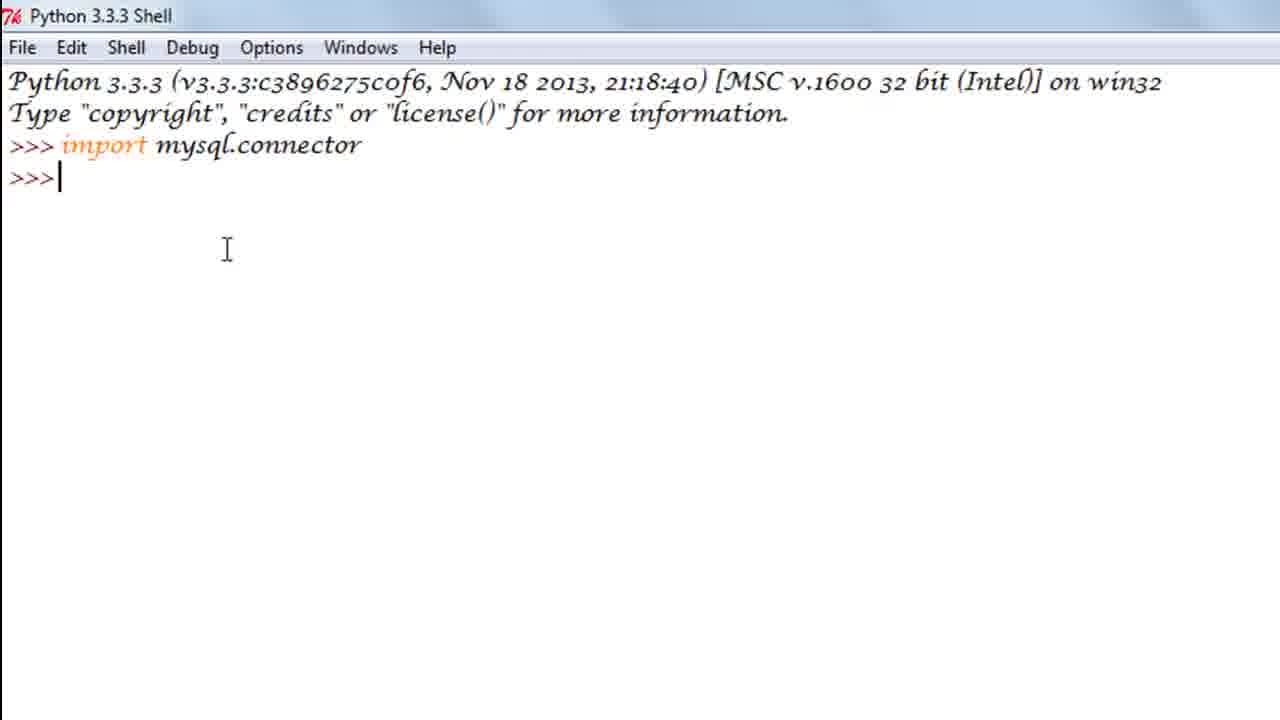 Python 3.3.3 Shell
File Edit Shell Debug Options Windows Help
Python 3.3.3 (v3.3.3:c3896275c0f6, Nov 18 2013, 21:18:40) [MSC v.1600 32 bit (Intel)] on win32
Type "copyright", "credits" or "license()" for more information.
>>> import mysql.connector
>>>